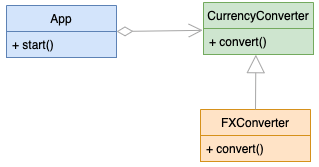 App
+ start()
CurrencyConverter
+ convert()
FXConverter
+ convert()